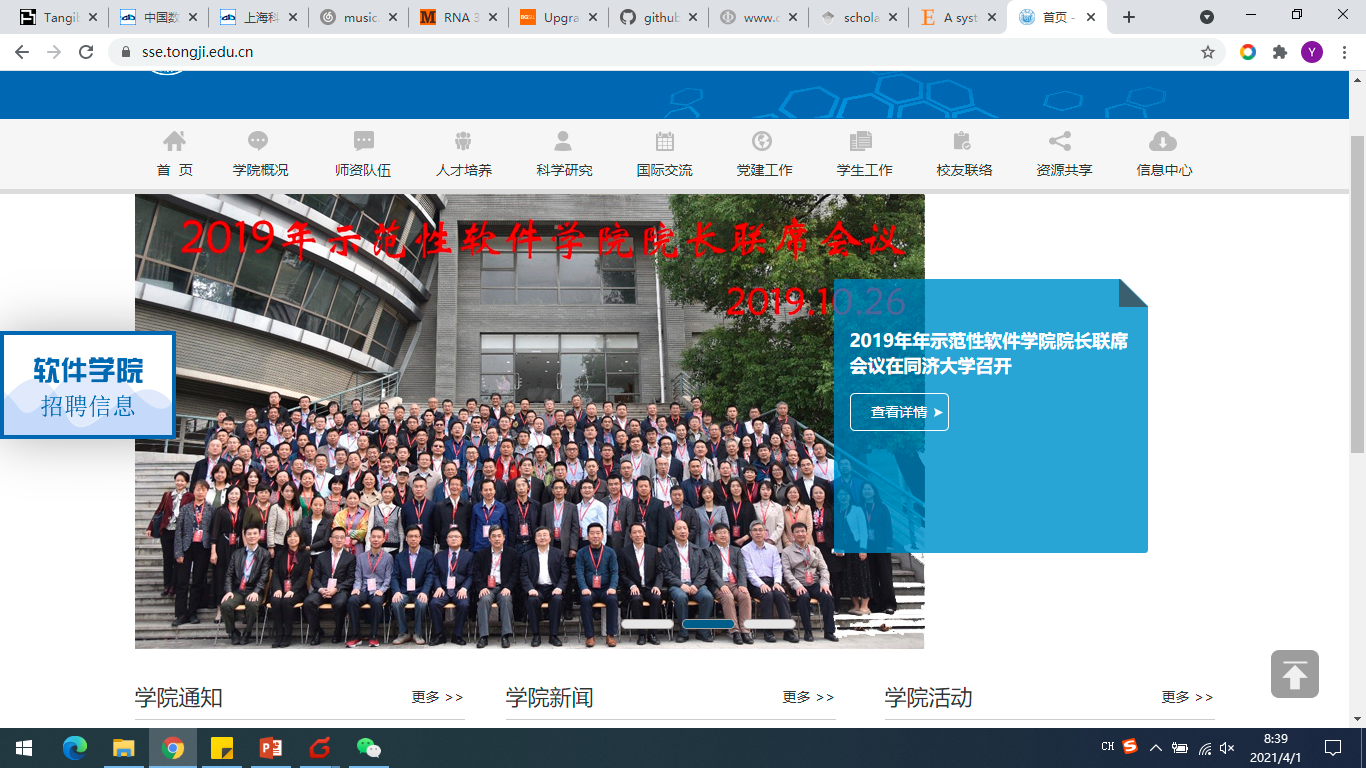 Tangil
中国数
上海科
music.
RNA 3
Upgra
github
www.c
schola
A syst
首页 -
sse.tongji.edu.cn
Y
首 页
学院概况
师资队伍
人才培养
科学研究
国际交流
党建工作
学生工作
校友联络
资源共享
信息中心
2019年示范性软件学院院长联席会议
2019.10.26
2019年年示范性软件学院院长联席
会议在同济大学召开
查看详情
软件学院
招聘信息
学院通知
更多 >>
学院新闻
更多 >>
学院活动
更多 >>
CH
8:39
2021/4/1